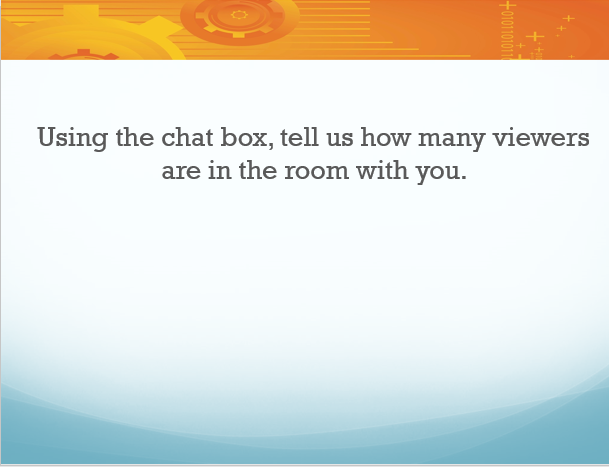 Using the chat box, tell us how many viewers
are in the room with you.